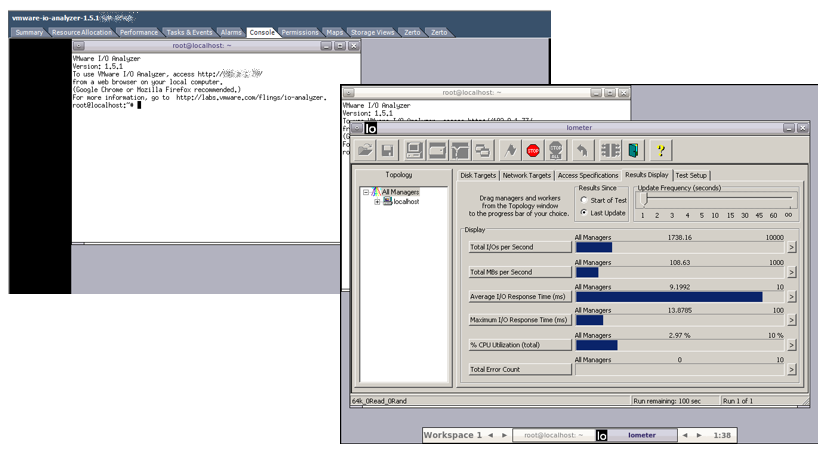 vmware-io-analyzer-1.5.1
Summary Resource Allocation Performance Tasks & Events Alarms Console Permissions Maps Storage Views Zerto Zerto
root@localhost: ~
VMware I/O Analyzer
Version: 1.5.1
To use VMware I/O Analyzer, access http://
from a web browser on your local computer.
(Google Chrome or Mozilla Firefox recommended.)
For more information, go to http://labs.vmware.com/flings/io-analyzer.
root@localhost:~#
root@localhost: ~
VMware I/O Analyzer
Version: 1.5.1
Io Iometer
STOP STOP ALL ?
Topology
All Managers
localhost
Disk Targets Network Targets Access Specifications Results Display Test Setup
Drag managers and workers
from the Topology window
to the progress bar of your choice.
Results Since
Start of Test
Last Update
Update Frequency (seconds)
1 2 3 4 5 10 15 30 45 60 oo
Display
All Managers 1738.16 10000
Total I/Os per Second >
All Managers 108.63 1000
Total MBs per Second >
All Managers 9.1992 10
Average I/O Response Time (ms) >
All Managers 13.8785 100
Maximum I/O Response Time (ms) >
All Managers 2.97 % 10 %
% CPU Utilization (total) >
All Managers 0 10
Total Error Count >
64k_0Read_0Rand Run remaining: 100 sec Run 1 of 1
Workspace 1 root@localhost: ~ Io Iometer 1:38